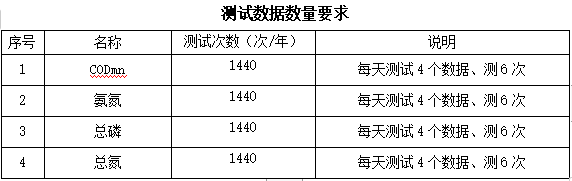 测试数据数量要求
序号 名称 测试次数（次/年） 说明
1 CODmn 1440 每天测试 4 个数据、测 6 次
2 氨氮 1440 每天测试 4 个数据、测 6 次
3 总磷 1440 每天测试 4 个数据、测 6 次
4 总氮 1440 每天测试 4 个数据、测 6 次